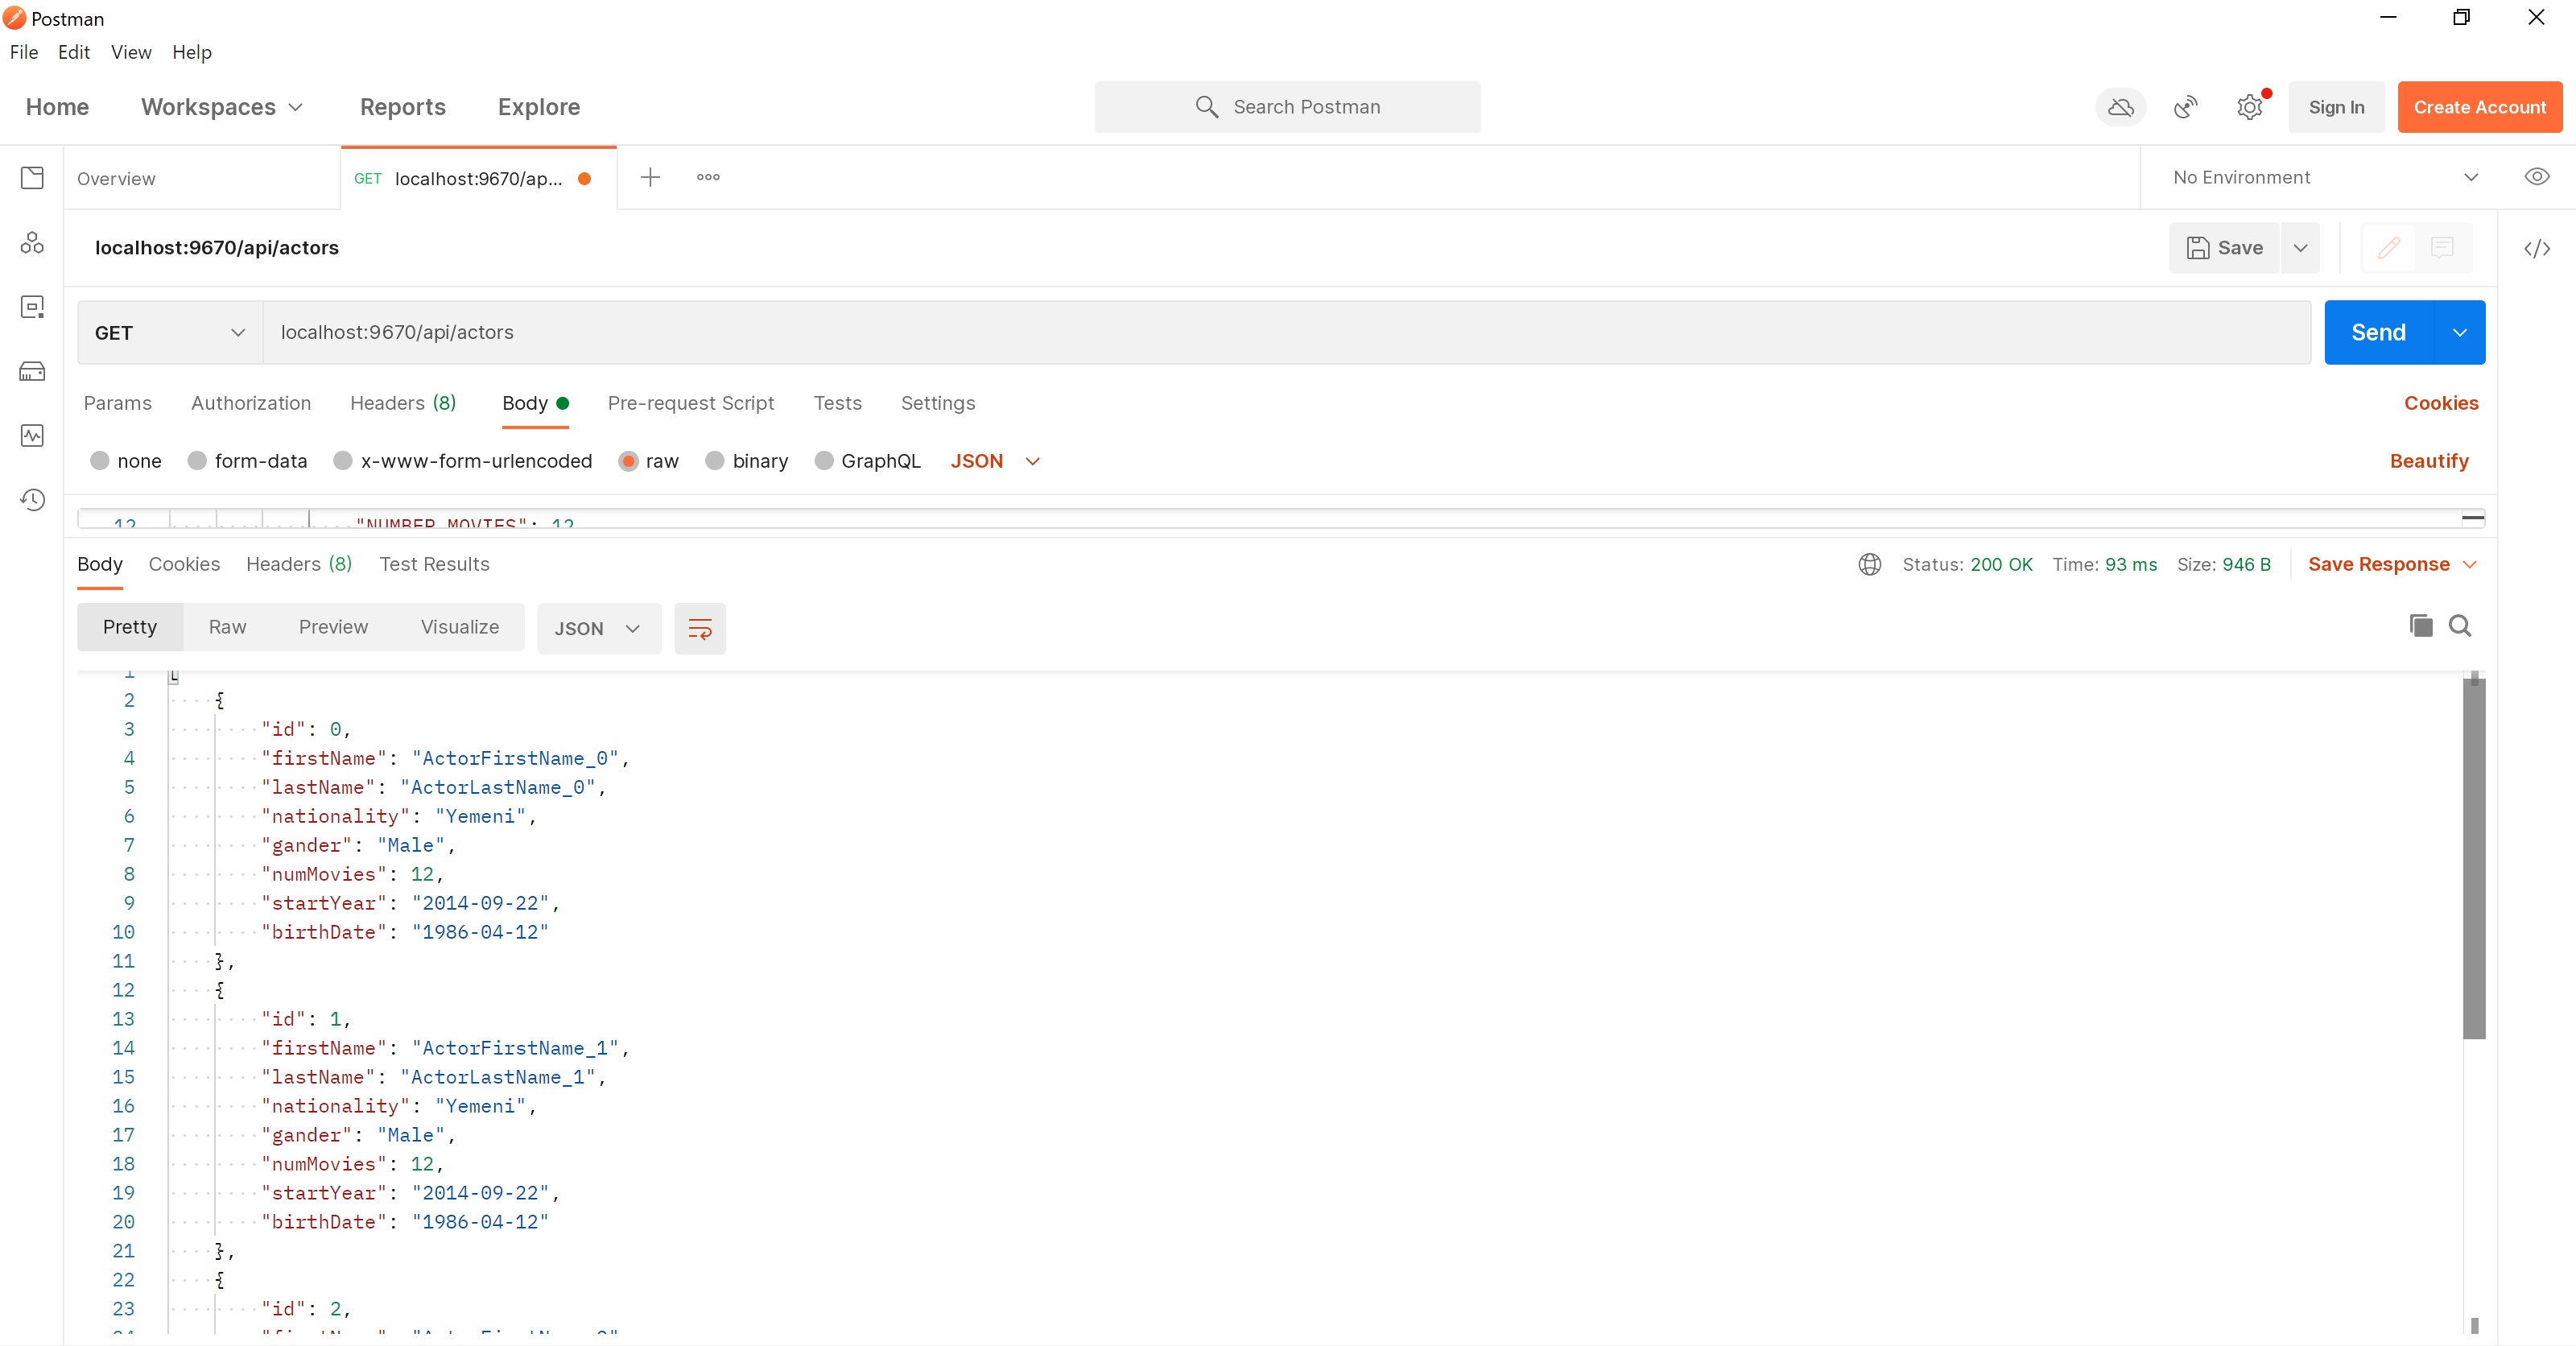 Postman
File Edit View Help
Home Workspaces Reports Explore Search Postman Sign In Create Account
Overview GET localhost:9670/ap... No Environment
localhost:9670/api/actors Save
GET localhost:9670/api/actors Send
Params Authorization Headers (8) Body Pre-request Script Tests Settings Cookies
none form-data x-www-form-urlencoded raw binary GraphQL JSON Beautify
12 "NUMBER_MOVIES": 12
Body Cookies Headers (8) Test Results Status: 200 OK Time: 93 ms Size: 946 B Save Response
Pretty Raw Preview Visualize JSON
1 [
2 {
3 "id": 0,
4 "firstName": "ActorFirstName_0",
5 "lastName": "ActorLastName_0",
6 "nationality": "Yemeni",
7 "gander": "Male",
8 "numMovies": 12,
9 "startYear": "2014-09-22",
10 "birthDate": "1986-04-12"
11 },
12 {
13 "id": 1,
14 "firstName": "ActorFirstName_1",
15 "lastName": "ActorLastName_1",
16 "nationality": "Yemeni",
17 "gander": "Male",
18 "numMovies": 12,
19 "startYear": "2014-09-22",
20 "birthDate": "1986-04-12"
21 },
22 {
23 "id": 2,